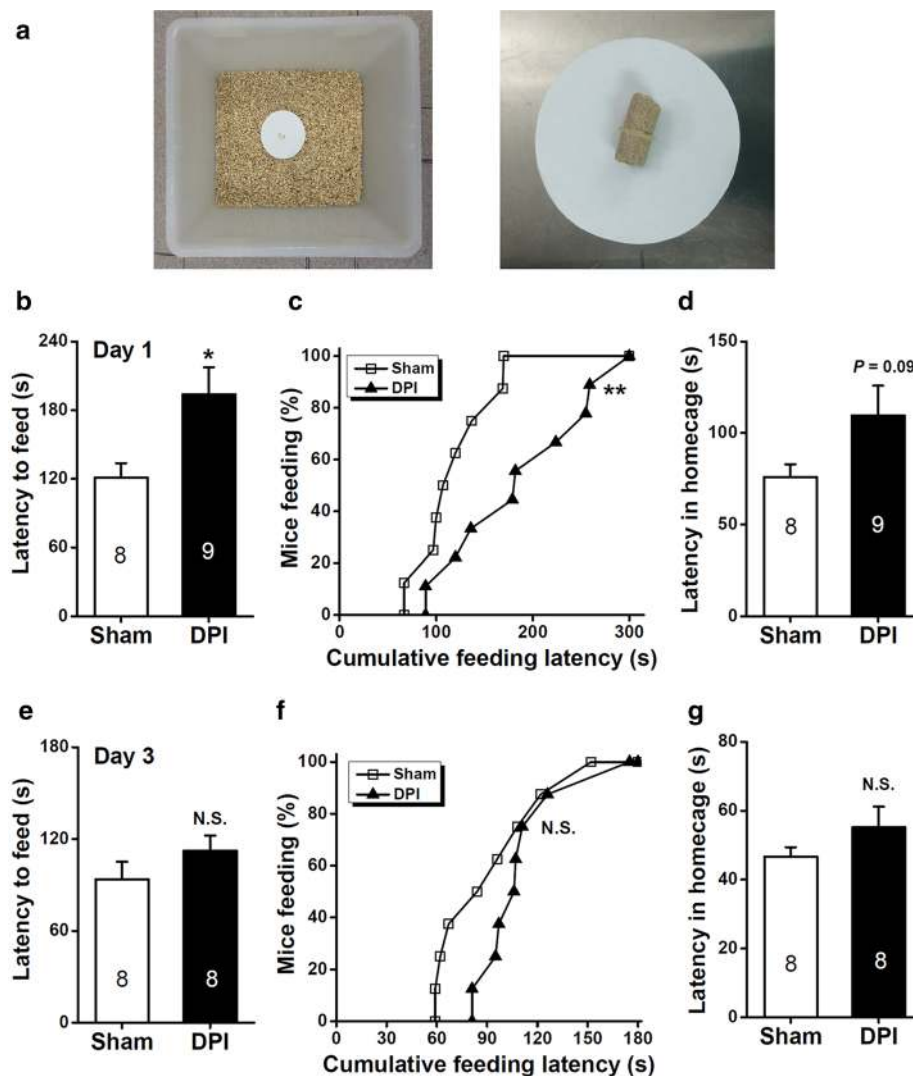 a
b
Day 1
Latency to feed (s)
240
180
120
60
0
*
8
9
Sham
DPI
c
Mice feeding (%)
100
80
60
40
20
0
Sham
DPI
**
0
100
200
300
Cumulative feeding latency (s)
d
Latency in homecage (s)
150
100
50
0
P = 0.09
8
9
Sham
DPI
e
Day 3
Latency to feed (s)
180
120
60
0
N.S.
8
8
Sham
DPI
f
Mice feeding (%)
100
80
60
40
20
0
Sham
DPI
N.S.
0
30
60
90
120
150
180
Cumulative feeding latency (s)
g
Latency in homecage (s)
80
60
40
20
0
N.S.
8
8
Sham
DPI